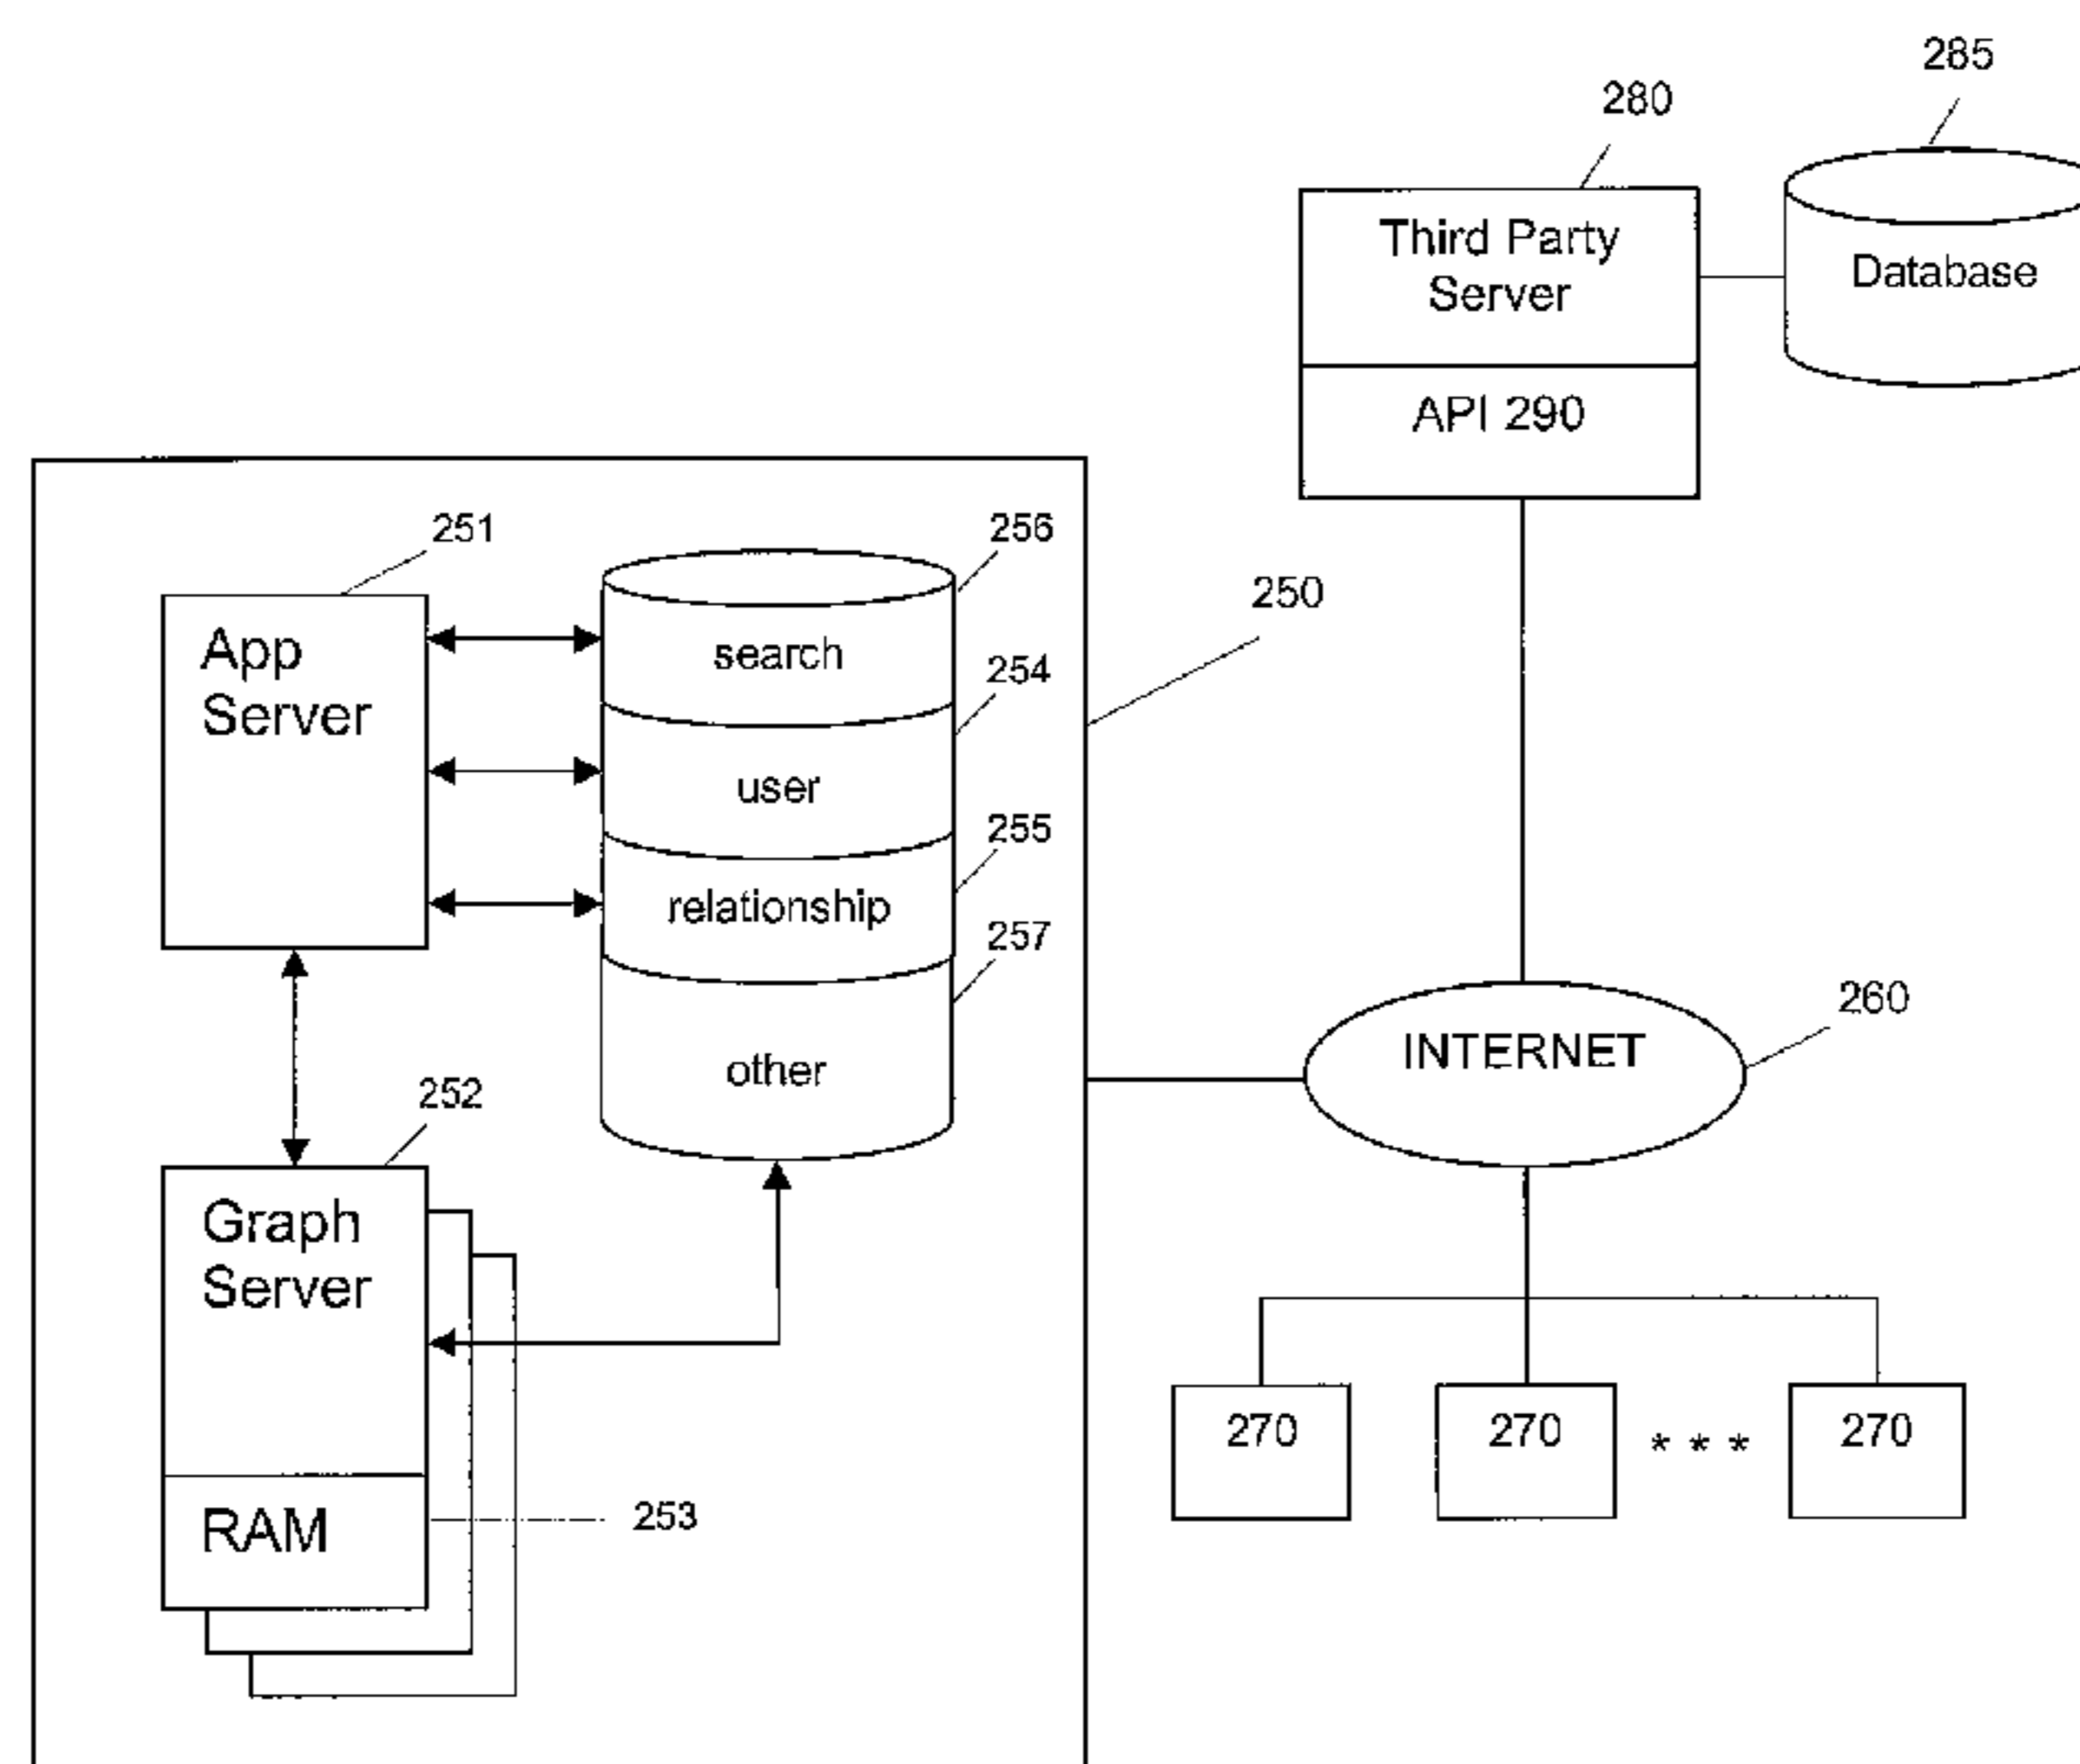 285
280
Third Party
Server
Database
API 290
251
256
250
App
Server
search
254
user
255
relationship
257
260
INTERNET
other
252
Graph
Server
270
270
* * *
270
RAM
253